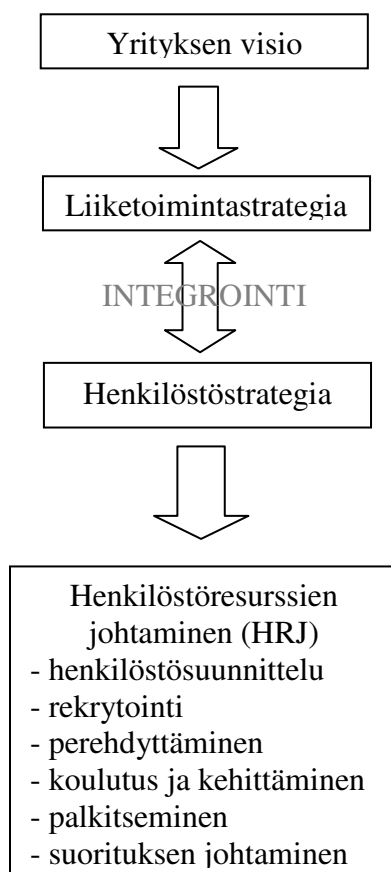 Yrityksen visio
Liiketoimintastrategia
INTEGROINTI
Henkilöstöstrategia
Henkilöstöresurssien
johtaminen (HRJ)
- henkilöstösuunnittelu
- rekrytointi
- perehdyttäminen
- koulutus ja kehittäminen
- palkitseminen
- suorituksen johtaminen